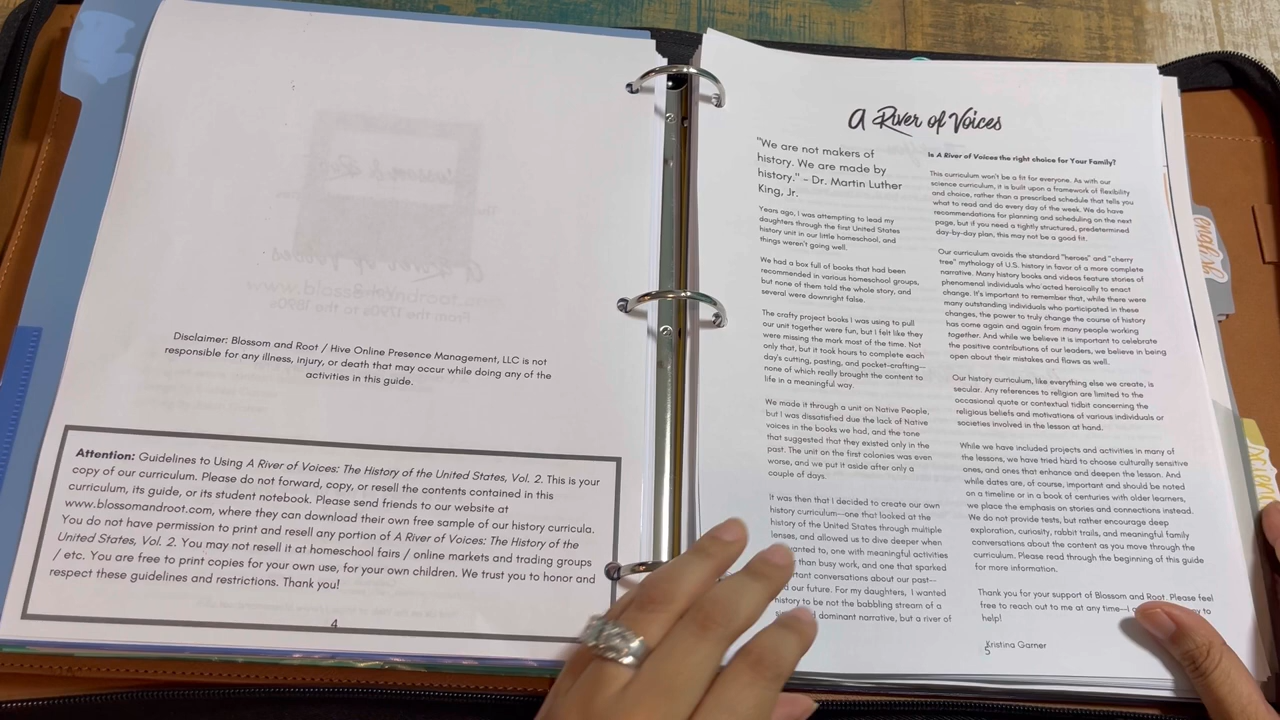 Disclaimer: Blossom and Root / Hive Online Presence Management, LLC is not
responsible for any illness, injury, or death that may occur while doing any of the
activities in this guide.
Attention: Guidelines to Using A River of Voices: The History of the United States, Vol. 2. This is your
copy of our curriculum. Please do not forward, copy, or resell the contents contained in this
curriculum, its guide, or its student notebook. Please send friends to our website at
www.blossomandroot.com, where they can download their own free sample of our history curricula.
You do not have permission to print and resell any portion of A River of Voices: The History of the
United States, Vol. 2. You may not resell it at homeschool fairs / online markets and trading groups
/ etc. You are free to print copies for your own use, for your own children. We trust you to honor and
respect these guidelines and restrictions. Thank you!
4
A River of Voices
"We are not makers of
history. We are made by
history." - Dr. Martin Luther
King, Jr.
Years ago, I was attempting to lead my
daughters through the first United States
history unit in our little homeschool, and
things weren't going well.
We had a box full of books that had been
recommended in various homeschool groups,
but none of them told the whole story, and
several were downright false.
The crafty project books I was using to pull
our unit together were fun, but I felt like they
were missing the mark most of the time. Not
only that, but it took hours to complete each
day's cutting, pasting, and pocket-crafting--
none of which really brought the content to
life in a meaningful way.
We made it through a unit on Native People,
but I was dissatisfied due the lack of Native
voices in the books we had, and the tone
that suggested that they existed only in the
past. The unit on the first colonies was even
worse, and we put it aside after only a
couple of days.
It was then that I decided to create our own
history curriculum--one that looked at the
history of the United States through multiple
lenses, and allowed us to dive deeper when
wanted to, one with meaningful activities
than busy work, and one that sparked
conversations about our past--
our future. For my daughters, I wanted
history to be not the babbling stream of a
dominant narrative, but a river of
Is A River of Voices the right choice for Your Family?
This curriculum won't be a fit for everyone. As with our
science curriculum, it is built upon a framework of flexibility
and choice, rather than a prescribed schedule that tells you
what to read and do every day of the week. We do have
recommendations for planning and scheduling on the next
page, but if you need a tightly structured, predetermined
day-by-day plan, this may not be a good fit.
Our curriculum avoids the standard "heroes" and "cherry
tree" mythology of U.S. history in favor of a more complete
narrative. Many history books and videos feature stories of
phenomenal individuals who acted heroically to enact
change. It's important to remember that, while there were
many outstanding individuals who participated in these
changes, the power to truly change the course of history
has come again and again from many people working
together. And while we believe it is important to celebrate
the positive contributions of our leaders, we believe in being
open about their mistakes and flaws as well.
Our history curriculum, like everything else we create, is
secular. Any references to religion are limited to the
occasional quote or contextual tidbit concerning the
religious beliefs and motivations of various individuals or
societies involved in the lesson at hand.
While we have included projects and activities in many of
the lessons, we have tried hard to choose culturally sensitive
ones, and ones that enhance and deepen the lesson. And
while dates are, of course, important and should be noted
on a timeline or in a book of centuries with older learners,
we place the emphasis on stories and connections instead.
We do not provide tests, but rather encourage deep
exploration, curiosity, rabbit trails, and meaningful family
conversations about the content as you move through the
curriculum. Please read through the beginning of this guide
for more information.
Thank you for your support of Blossom and Root. Please feel
free to reach out to me at any time--I to
help!
Kristina Garner
5
english